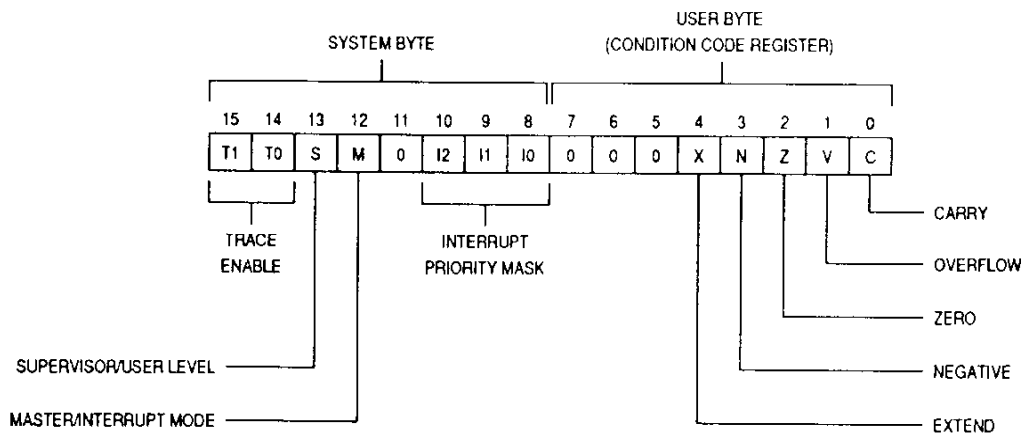 USER BYTE
SYSTEM BYTE
(CONDITION CODE REGISTER)
15 14 13 12 11 10 9 8 7 6 5 4 3 2 1 0
T1 T0 S M 0 I2 I1 I0 0 0 0 X N Z V C
CARRY
TRACE
ENABLE
INTERRUPT
PRIORITY MASK
OVERFLOW
ZERO
SUPERVISOR/USER LEVEL
NEGATIVE
MASTER/INTERRUPT MODE
EXTEND